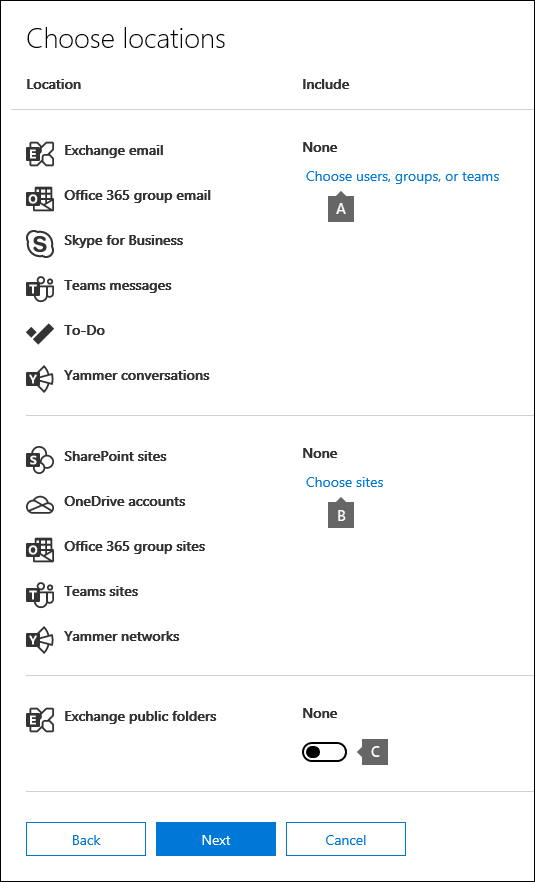 Choose locations
Location Include
Exchange email None
Choose users, groups, or teams
Office 365 group email
A
Skype for Business
Teams messages
To-Do
Yammer conversations
SharePoint sites None
Choose sites
OneDrive accounts
B
Office 365 group sites
Teams sites
Yammer networks
Exchange public folders None
C
Back Next Cancel